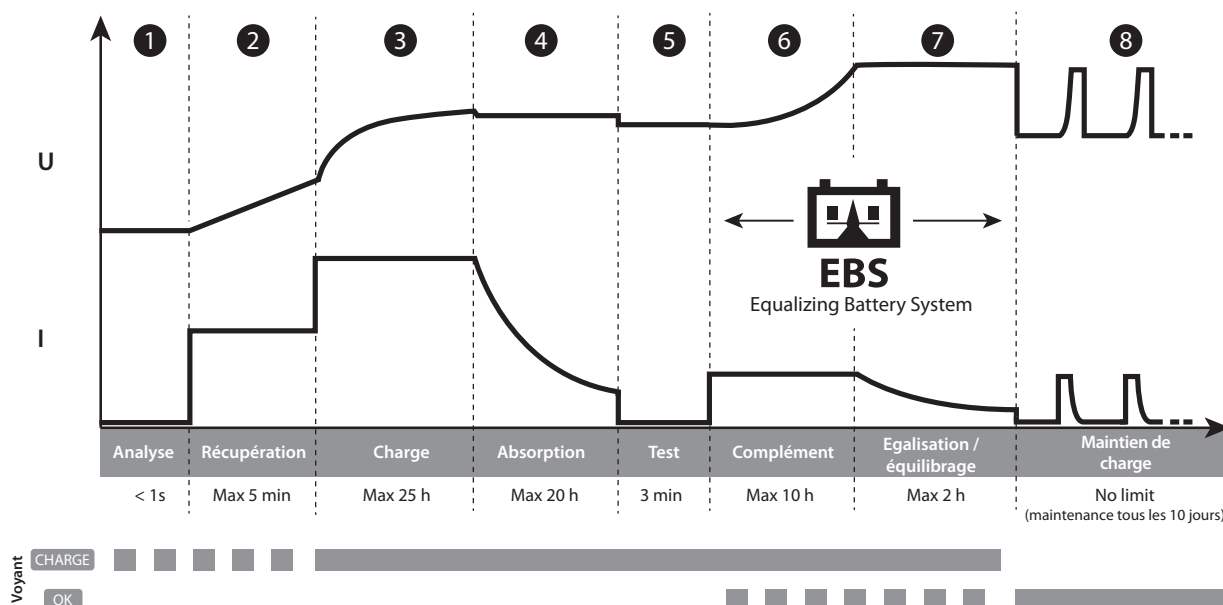 1 2 3 4 5 6 7 8
U
EBS
Equalizing Battery System
I
Analyse Récupération Charge Absorption Test Complément Egalisation / équilibrage Maintien de charge
< 1s Max 5 min Max 25 h Max 20 h 3 min Max 10 h Max 2 h No limit
(maintenance tous les 10 jours)
Voyant
CHARGE
OK